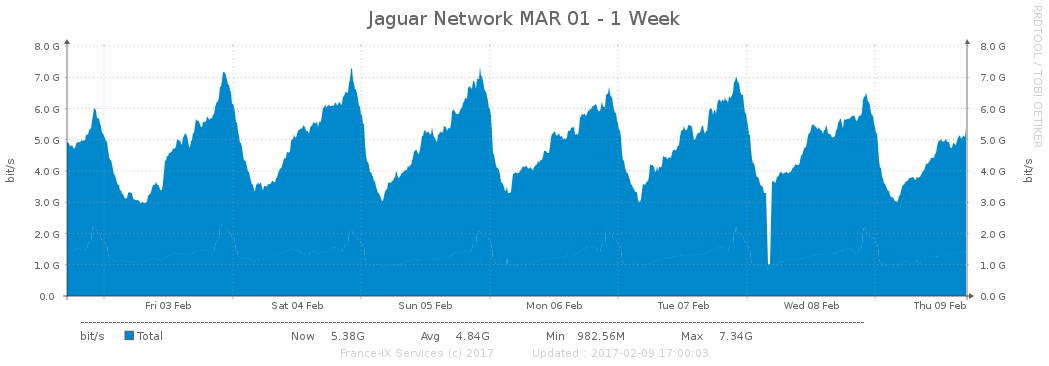 Jaguar Network MAR 01 - 1 Week
RRDTOOL / TOBI OETIKER
8.0 G 8.0 G
7.0 G 7.0 G
6.0 G 6.0 G
5.0 G 5.0 G
4.0 G 4.0 G
3.0 G 3.0 G
2.0 G 2.0 G
1.0 G 1.0 G
0.0 0.0 G
bit/s
bit/s
Fri 03 Feb Sat 04 Feb Sun 05 Feb Mon 06 Feb Tue 07 Feb Wed 08 Feb Thu 09 Feb
bit/s Total Now 5.38G Avg 4.84G Min 982.56M Max 7.34G
France-IX Services (c) 2017 Updated : 2017-02-09 17:00:03